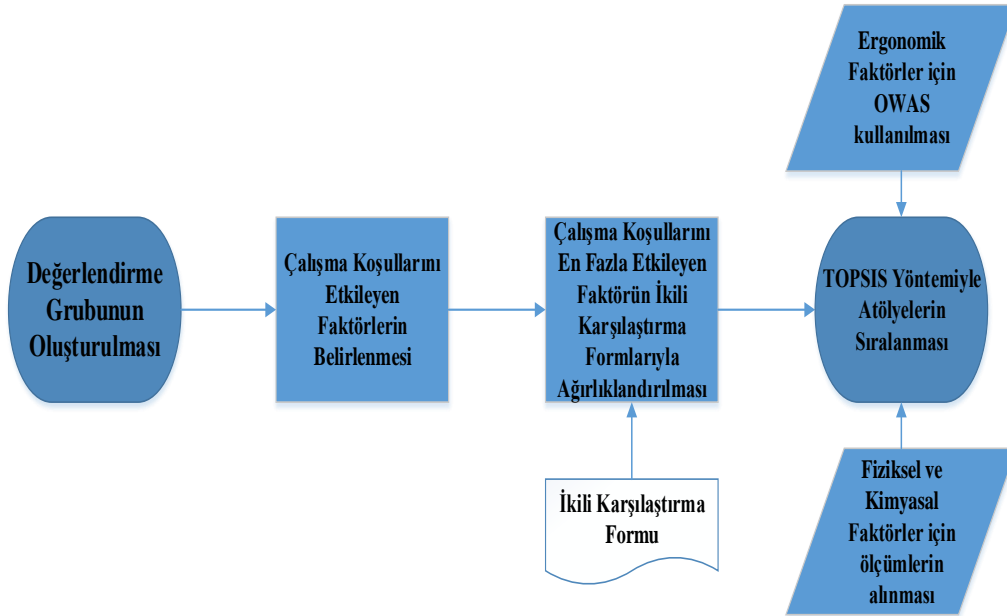 Ergonomik
Faktörler için
OWAS
kullanılması
Değerlendirme
Grubunun
Oluşturulması
Çalışma Koşullarını
Etkileyen
Faktörlerin
Belirlenmesi
Çalışma Koşullarını
En Fazla Etkileyen
Faktörün İkili
Karşılaştırma
Formlarıyla
Ağırlıklandırılması
TOPSIS Yöntemiyle
Atölyelerin
Sıralanması
İkili Karşılaştırma
Formu
Fiziksel ve
Kimyasal
Faktörler için
ölçümlerin
alınması